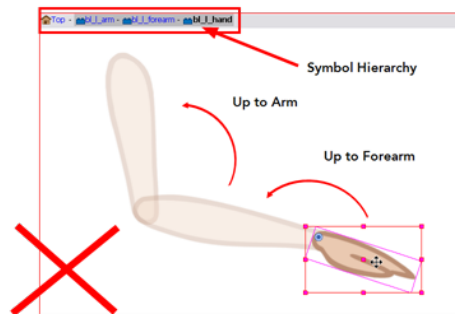 Top - bl_l_arm - bl_l_forearm - bl_l_hand
Symbol Hierarchy
Up to Arm
Up to Forearm